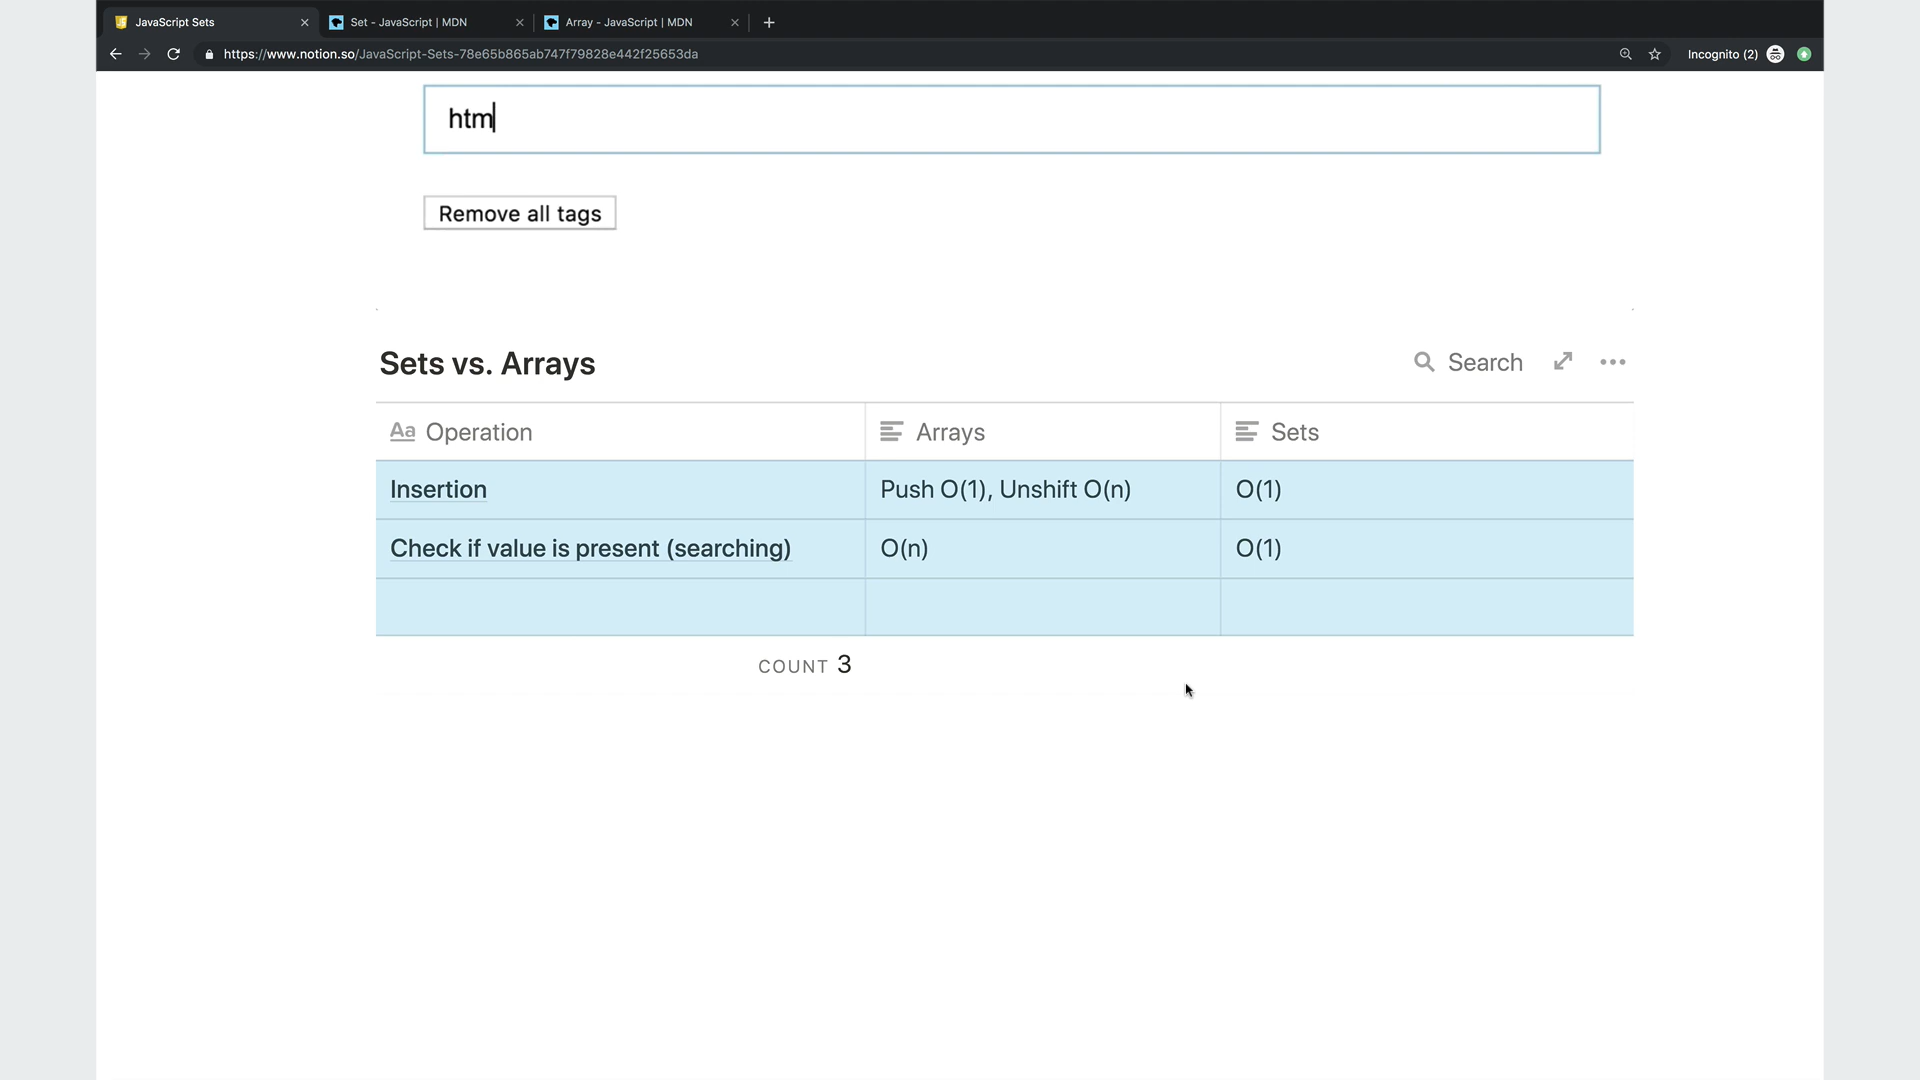 JavaScript Sets
Set - JavaScript | MDN
Array - JavaScript | MDN
https://www.notion.so/JavaScript-Sets-78e65b865ab747f79828e442f25653da
Incognito (2)
htm
Remove all tags
Sets vs. Arrays
Search
Aa Operation
Arrays
Sets
Insertion
Push O(1), Unshift O(n)
O(1)
Check if value is present (searching)
O(n)
O(1)
COUNT 3